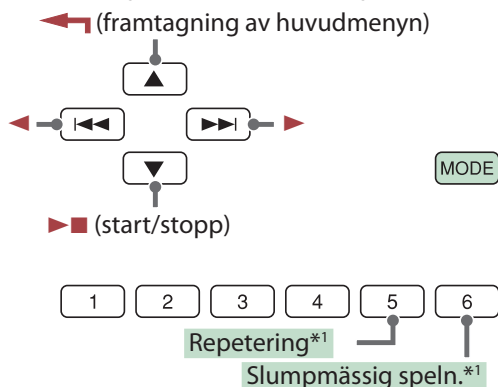 (framtagning av huvudmenyn)
MODE
(start/stopp)
1 2 3 4 5 6
Repetering*1
Slumpmässig speln.*1